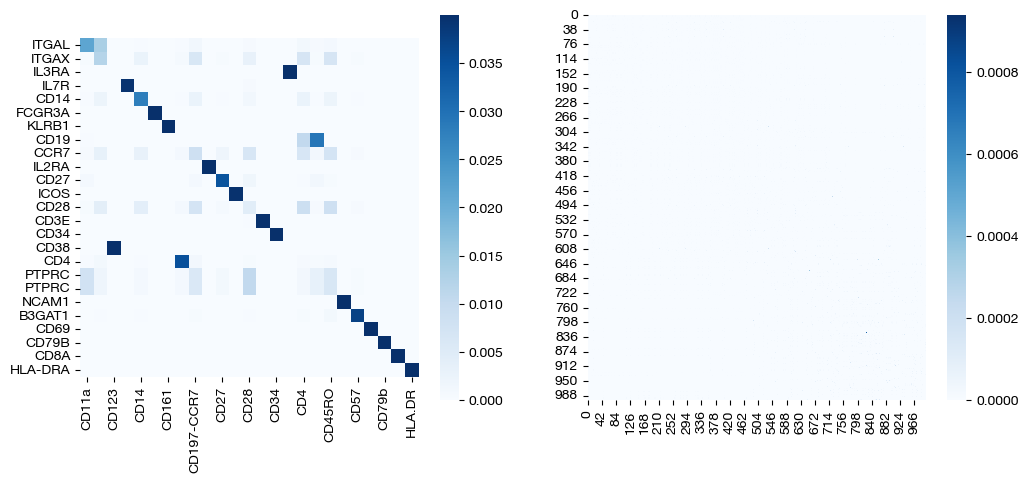 ITGAL
ITGAX
IL3RA
IL7R
CD14
FCGR3A
KLRB1
CD19
CCR7
IL2RA
CD27
ICOS
CD28
CD3E
CD34
CD38
CD4
PTPRC
PTPRC
NCAM1
B3GAT1
CD69
CD79B
CD8A
HLA-DRA
CD11a
CD123
CD14
CD161
CD197-CCR7
CD27
CD28
CD34
CD4
CD45RO
CD57
CD79b
HLA.DR
0.035
0.030
0.025
0.020
0.015
0.010
0.005
0.000
0
38
76
114
152
190
228
266
304
342
380
418
456
494
532
570
608
646
684
722
760
798
836
874
912
950
988
0
42
84
126
168
210
252
294
336
378
420
462
504
546
588
630
672
714
756
798
840
882
924
966
0.0008
0.0006
0.0004
0.0002
0.0000